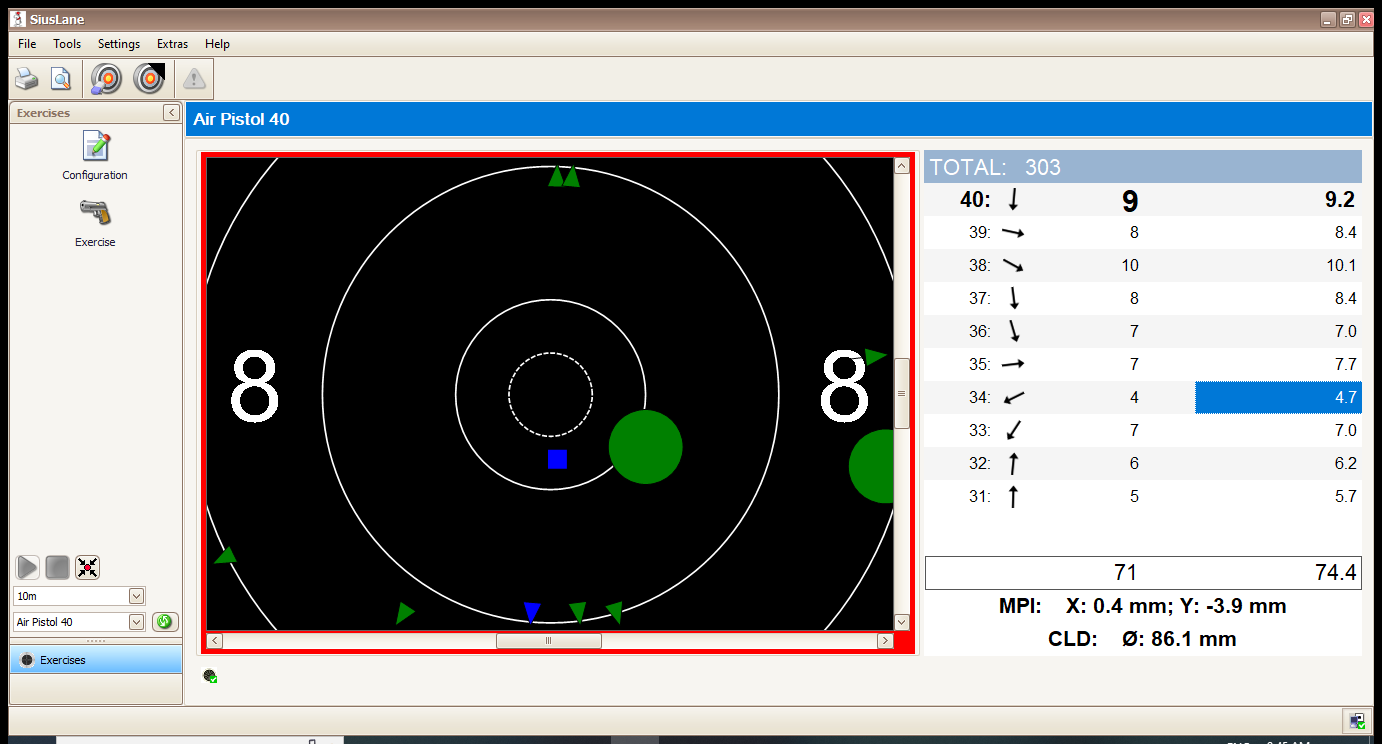 SiusLane
File Tools Settings Extras Help
Exercises
Air Pistol 40
Configuration
Exercise
8 8
TOTAL: 303
40: 9 9.2
39: 8 8.4
38: 10 10.1
37: 8 8.4
36: 7 7.0
35: 7 7.7
34: 4 4.7
33: 7 7.0
32: 6 6.2
31: 5 5.7
71 74.4
MPI: X: 0.4 mm; Y: -3.9 mm
CLD: Ø: 86.1 mm
10m
Air Pistol 40
Exercises